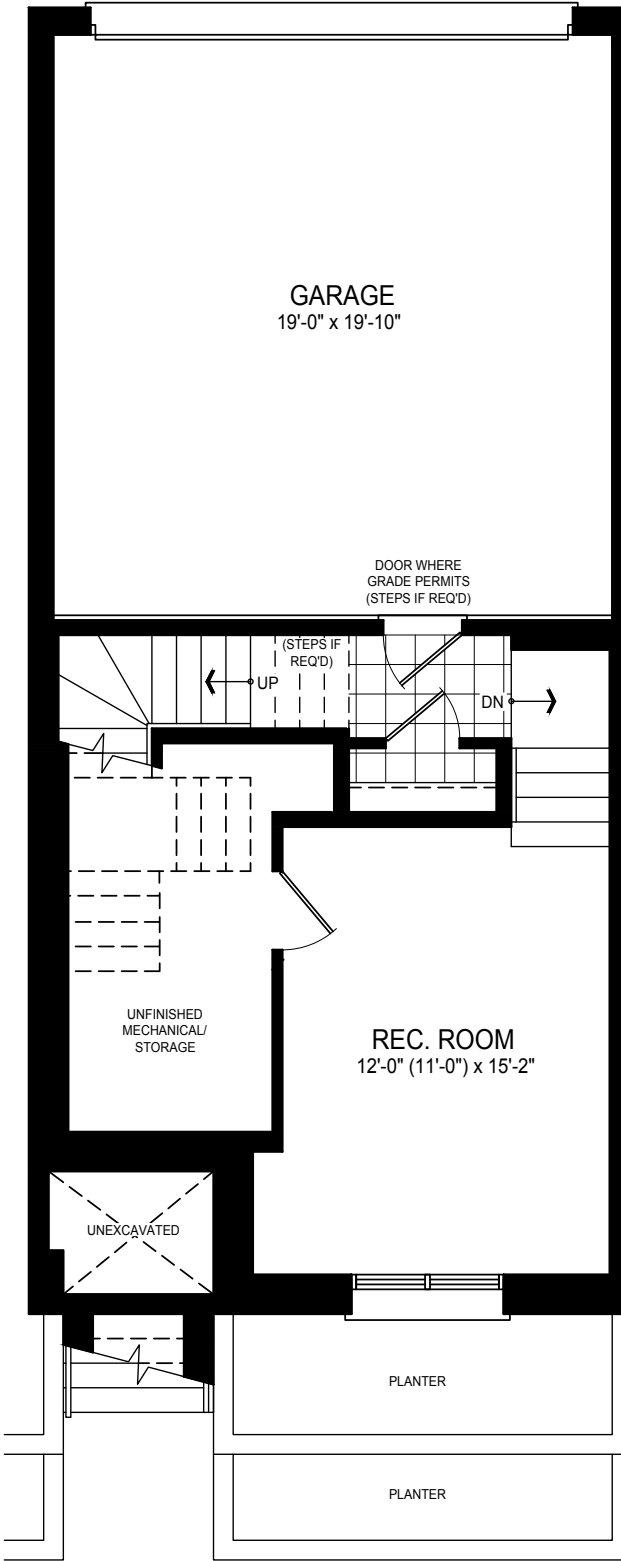 GARAGE
19'-0" x 19'-10"
DOOR WHERE
GRADE PERMITS
(STEPS IF REQ'D)
(STEPS IF
REQ'D)
UP
DN
UNFINISHED
MECHANICAL/
STORAGE
REC. ROOM
12'-0" (11'-0") x 15'-2"
UNEXCAVATED
PLANTER
PLANTER